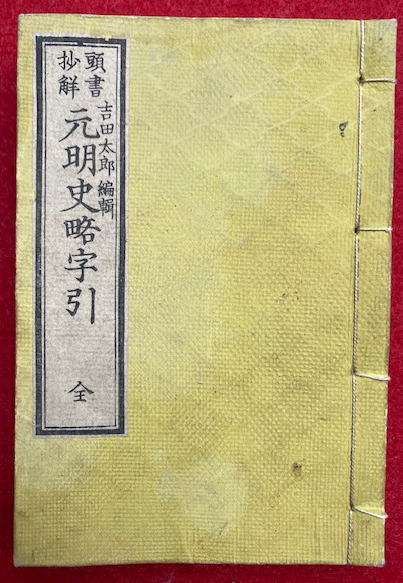 頭書
抄解
吉田太郎 編輯
元明史略字引
全